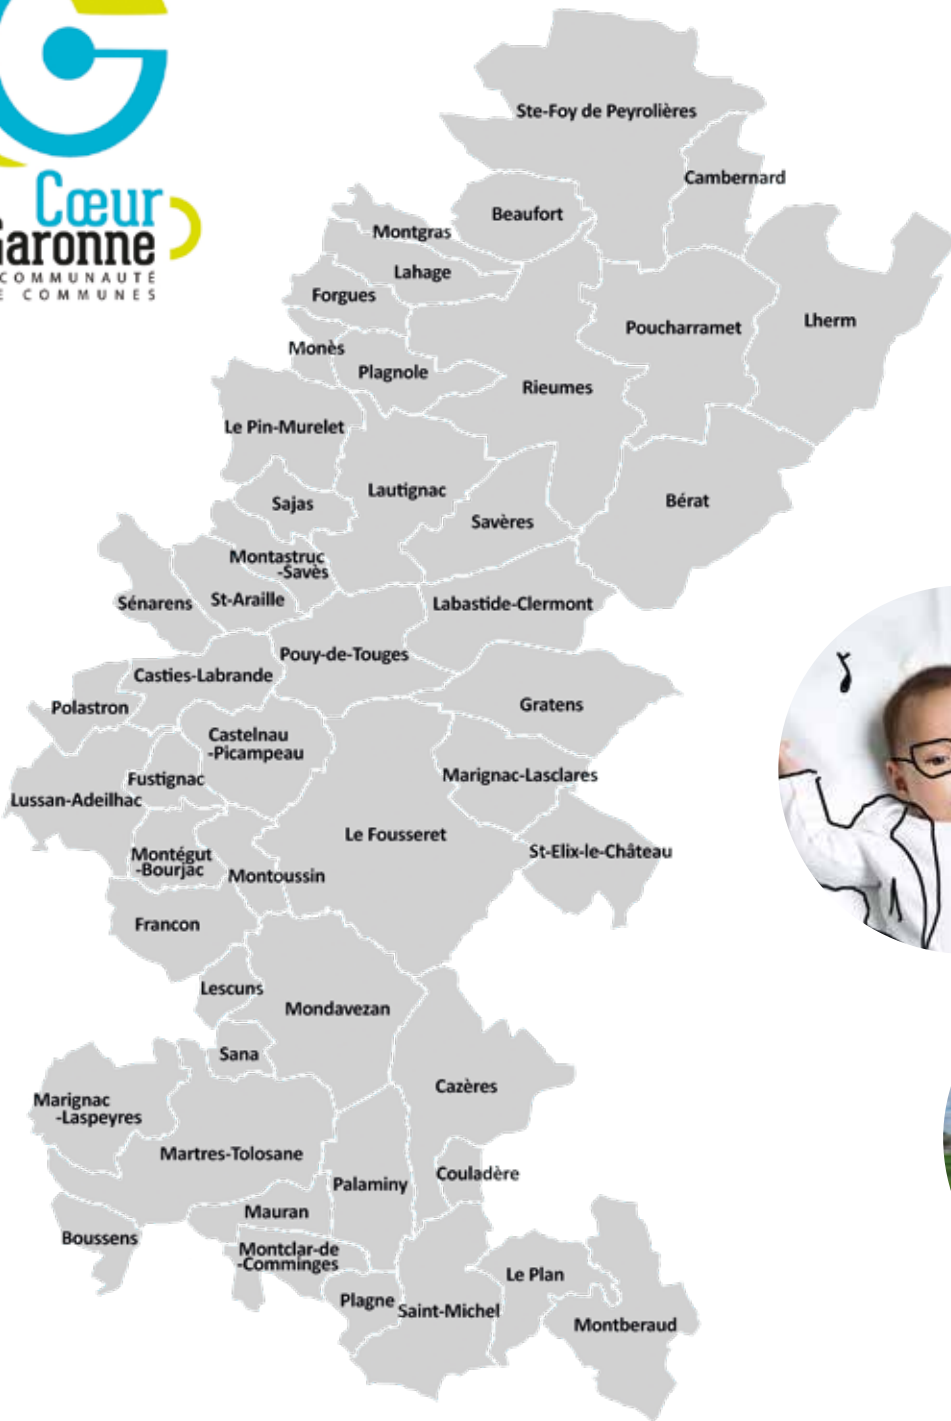 Cœur
Garonne
COMMUNAUTÉ
DE COMMUNES
Ste-Foy de Peyrolières
Cambernard
Beaufort
Montgras
Lahage
Forgues
Poucharramet
Lherm
Monès
Plagnole
Rieumes
Le Pin-Murelet
Lautignac
Sajas
Bérat
Savères
Montastruc
-Savès
Sénarens
St-Araille
Labastide-Clermont
Pouy-de-Touges
Casties-Labrande
Polastron
Gratens
Castelnau
-Picampeau
Fustignac
Marignac-Lasclares
Lussan-Adeilhac
Le Fousseret
St-Elix-le-Château
Montégut
-Bourjac
Montoussin
Francon
Lescuns
Mondavezan
Sana
Cazères
Marignac
-Laspeyres
Martres-Tolosane
Couladère
Palaminy
Mauran
Boussens
Montclar-de
-Comminges
Le Plan
Plagne
Saint-Michel
Montberaud